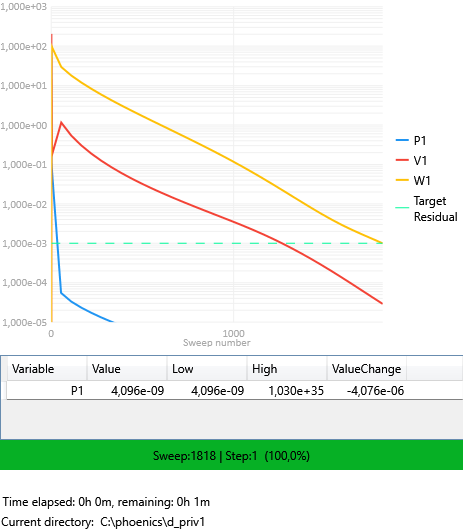 1,000e+03
1,000e+02
1,000e+01
1,000e+00
1,000e-01
1,000e-02
1,000e-03
1,000e-04
1,000e-05
0
1000
Sweep number
P1
V1
W1
Target
Residual
Variable Value Low High ValueChange
P1 4,096e-09 4,096e-09 1,030e+35 -4,076e-06
Sweep:1818 | Step:1 (100,0%)
Time elapsed: 0h 0m, remaining: 0h 1m
Current directory: C:\phoenics\d_priv1